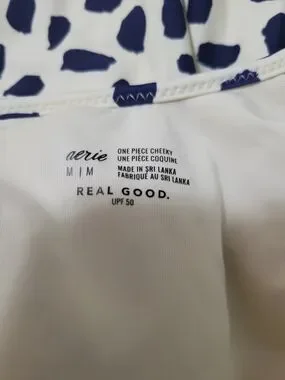 aerie ONE PIECE CHEEKY
UNE PIÈCE COQUINE
M | M MADE IN SRI LANKA
FABRIQUÉ AU SRI LANKA
REAL GOOD.
UPF 50